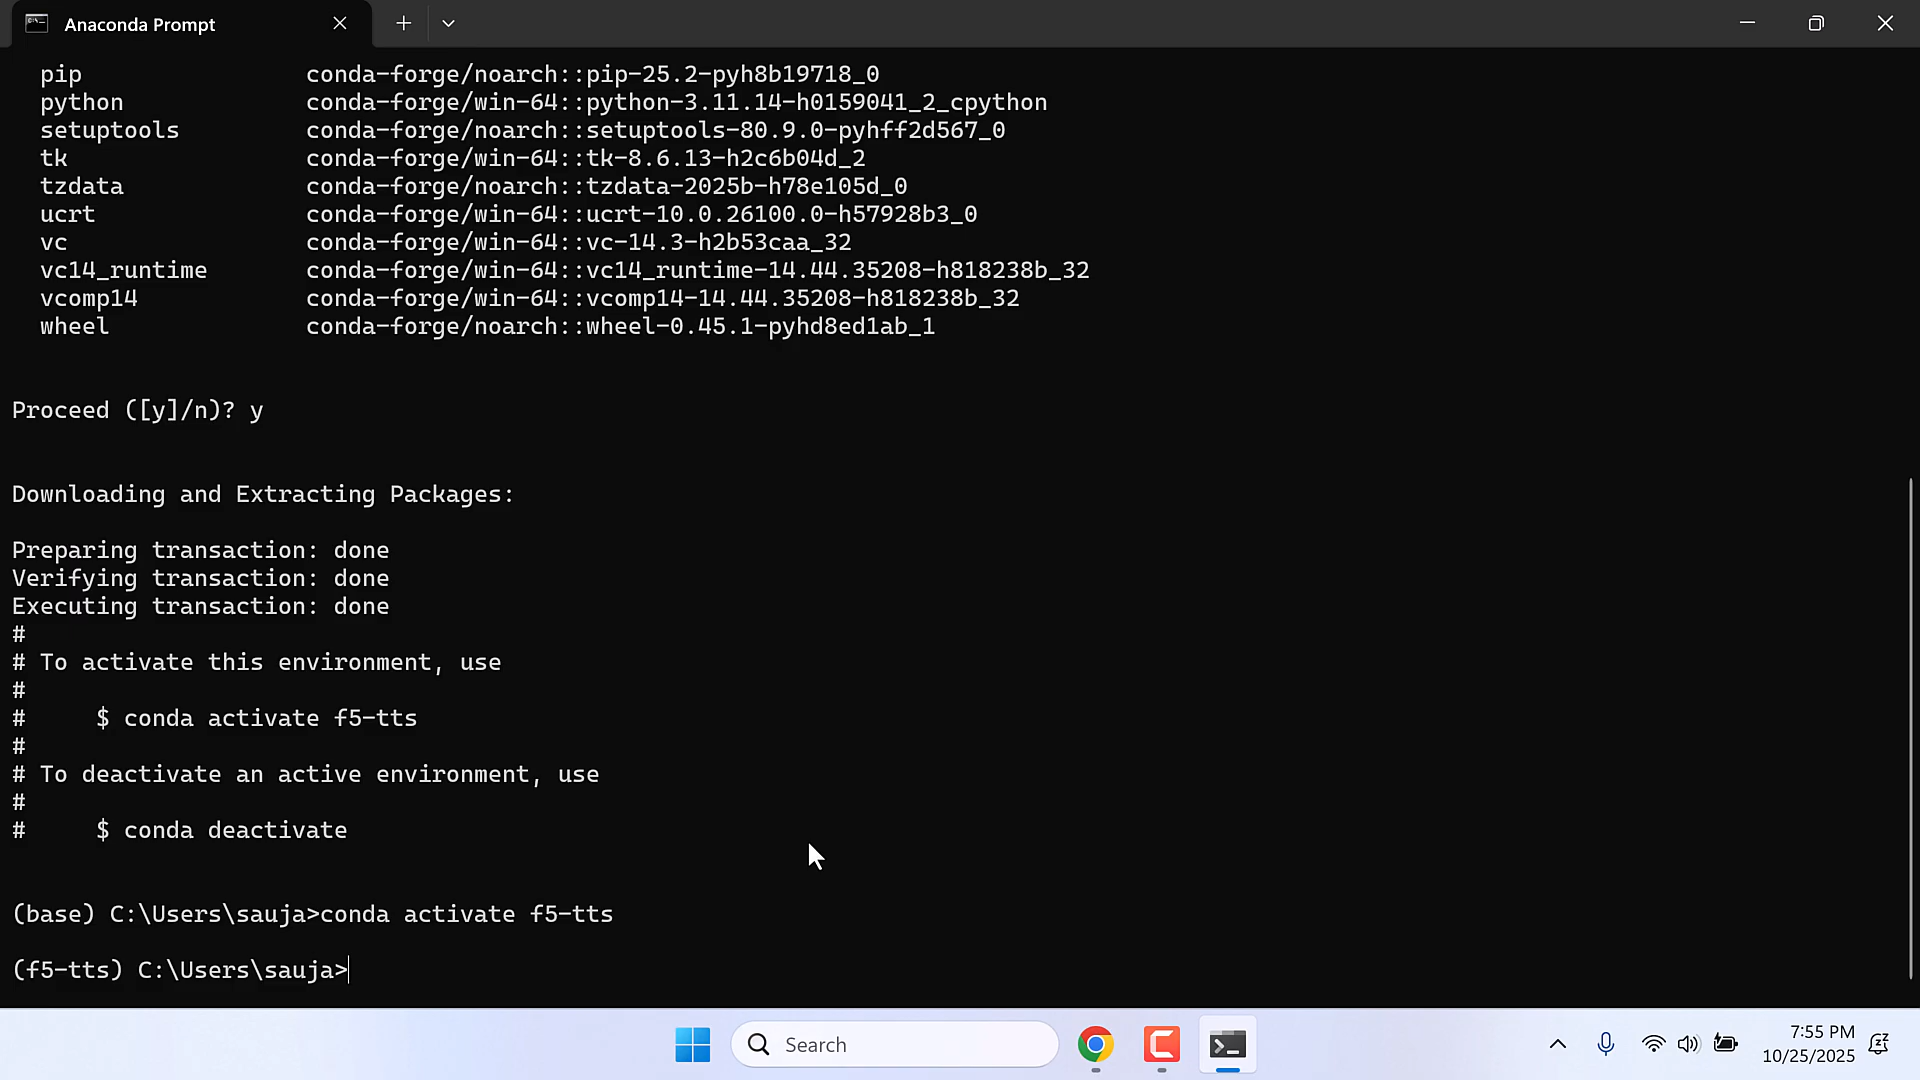 Anaconda Prompt
pip conda-forge/noarch::pip-25.2-pyh8b19718_0
python conda-forge/win-64::python-3.11.14-h0159041_2_cpython
setuptools conda-forge/noarch::setuptools-80.9.0-pyhff2d567_0
tk conda-forge/win-64::tk-8.6.13-h2c6b04d_2
tzdata conda-forge/noarch::tzdata-2025b-h78e105d_0
ucrt conda-forge/win-64::ucrt-10.0.26100.0-h57928b3_0
vc conda-forge/win-64::vc-14.3-h2b53caa_32
vc14_runtime conda-forge/win-64::vc14_runtime-14.44.35208-h818238b_32
vcomp14 conda-forge/win-64::vcomp14-14.44.35208-h818238b_32
wheel conda-forge/noarch::wheel-0.45.1-pyhd8ed1ab_1
Proceed ([y]/n)? y
Downloading and Extracting Packages:
Preparing transaction: done
Verifying transaction: done
Executing transaction: done
#
# To activate this environment, use
#
# $ conda activate f5-tts
#
# To deactivate an active environment, use
#
# $ conda deactivate
(base) C:\Users\sauja>conda activate f5-tts
(f5-tts) C:\Users\sauja>
Search
7:55 PM
10/25/2025